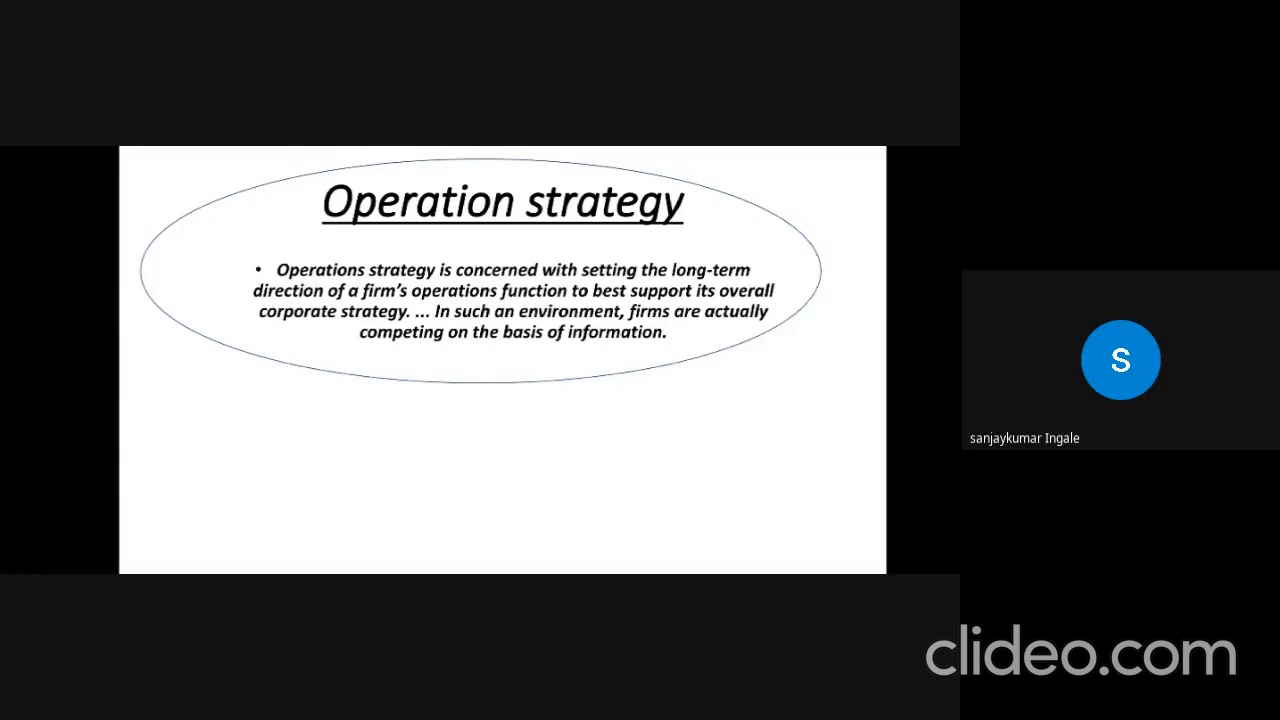 Operation strategy
• Operations strategy is concerned with setting the long-term
direction of a firm's operations function to best support its overall
corporate strategy. ... In such an environment, firms are actually
competing on the basis of information.
S
sanjaykumar Ingale
clideo.com